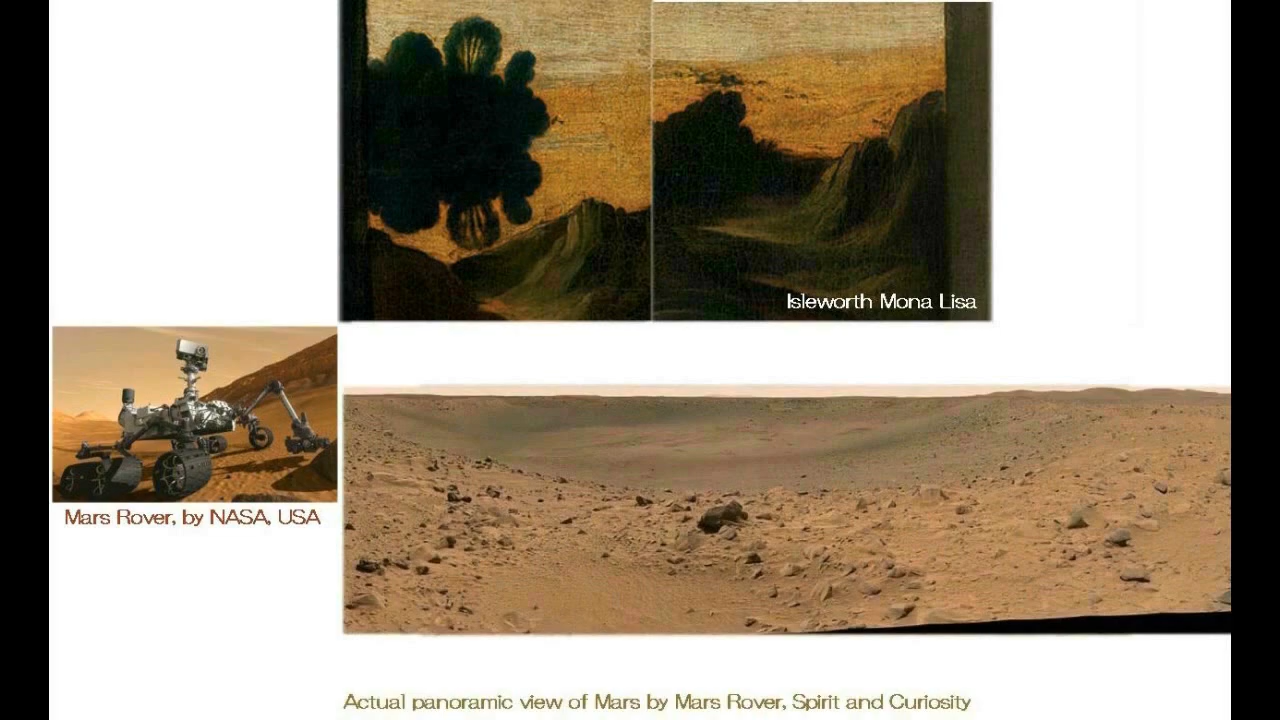 Isleworth Mona Lisa
Mars Rover, by NASA, USA
Actual panoramic view of Mars by Mars Rover, Spirit and Curiosity